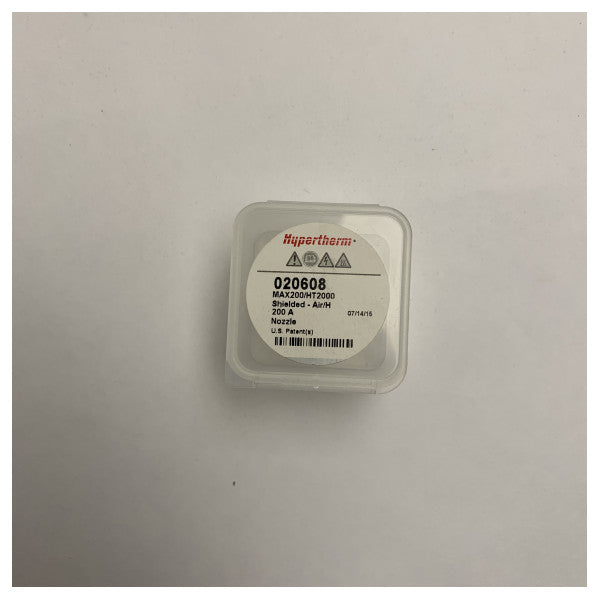 Hypertherm
020608
MAX200/HT2000
Shielded - Air/H
200 A 07/14/15
Nozzle
U.S. Patent(s)